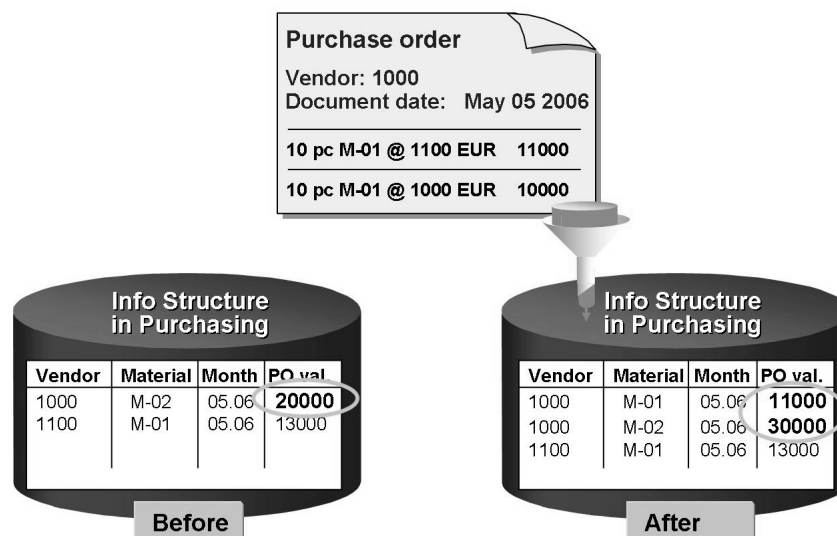 Purchase order
Vendor: 1000
Document date: May 05 2006
10 pc M-01 @ 1100 EUR 11000
10 pc M-01 @ 1000 EUR 10000
Info Structure
in Purchasing
Vendor Material Month PO val.
1000 M-02 05.06 20000
1100 M-01 05.06 13000
Before
Info Structure
in Purchasing
Vendor Material Month PO val.
1000 M-01 05.06 11000
1000 M-02 05.06 30000
1100 M-01 05.06 13000
After